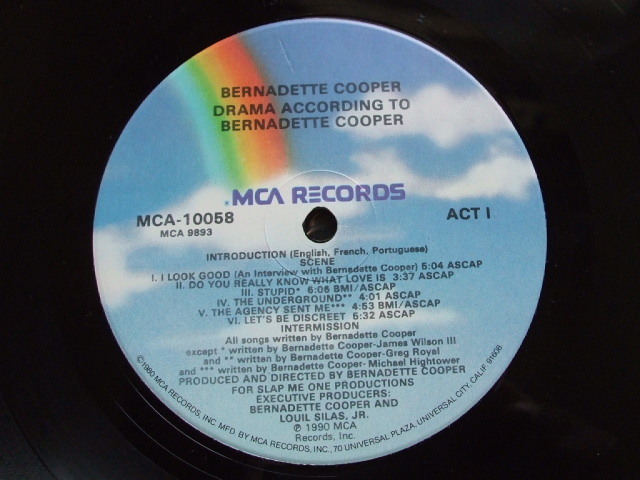 BERNADETTE COOPER
DRAMA ACCORDING TO
BERNADETTE COOPER
MCA RECORDS
MCA-10058
MCA 9893
ACT I
INTRODUCTION (English, French, Portuguese)
SCENE
I. I LOOK GOOD (An Interview with Bernadette Cooper) 5:04 ASCAP
II. DO YOU REALLY KNOW WHAT LOVE IS 3:37 ASCAP
III. STUPID* 6:06 BMI/ASCAP
IV. THE UNDERGROUND** 4:01 ASCAP
V. THE AGENCY SENT ME*** 4:53 BMI/ASCAP
VI. LET'S BE DISCREET 6:32 ASCAP
INTERMISSION
All songs written by Bernadette Cooper
except * written by Bernadette Cooper-James Wilson III
and ** written by Bernadette Cooper-Greg Royal
and *** written by Bernadette Cooper- Michael Hightower
PRODUCED AND DIRECTED BY BERNADETTE COOPER
FOR SLAP ME ONE PRODUCTIONS
EXECUTIVE PRODUCERS:
BERNADETTE COOPER AND
LOUIL SILAS, JR.
℗ 1990 MCA
Records, Inc.
©1990 MCA RECORDS, INC. MFD. BY MCA RECORDS, INC., 70 UNIVERSAL PLAZA, UNIVERSAL CITY, CALIF. 91608